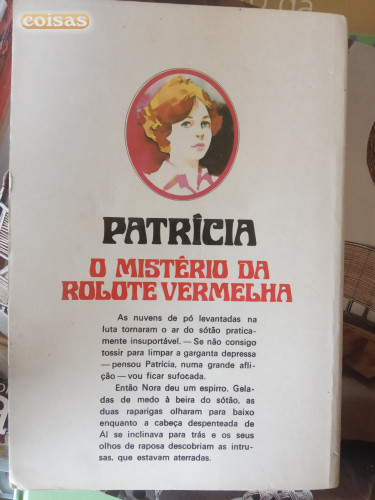 coisas
PATRÍCIA
O MISTÉRIO DA
ROLOTE VERMELHA
As nuvens de pó levantadas na
luta tornaram o ar do sótão pratica-
mente insuportável. — Se não consigo
tossir para limpar a garganta depressa
— pensou Patrícia, numa grande afli-
ção — vou ficar sufocada.
Então Nora deu um espirro. Gela-
das de medo à beira do sótão, as
duas raparigas olharam para baixo
enquanto a cabeça despenteada de
Al se inclinava para trás e os seus
olhos de raposa descobriam as intru-
sas, que estavam aterradas.